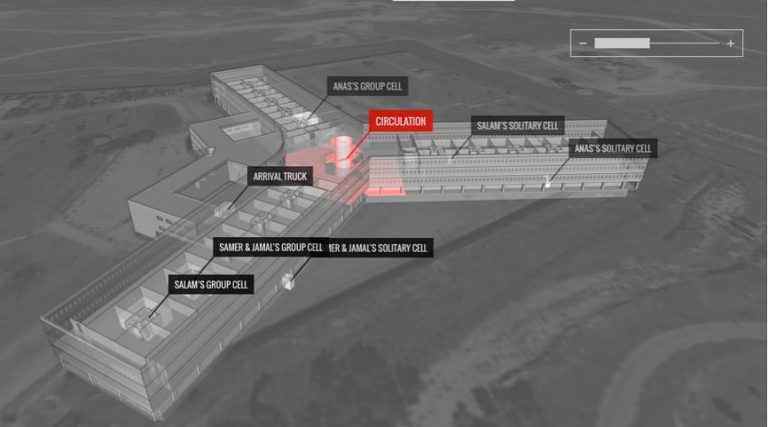 ANAS'S GROUP CELL
CIRCULATION
SALAM'S SOLITARY CELL
ANAS'S SOLITARY CELL
ARRIVAL TRUCK
SAMER & JAMAL'S GROUP CELL
MER & JAMAL'S SOLITARY CELL
SALAM'S GROUP CELL